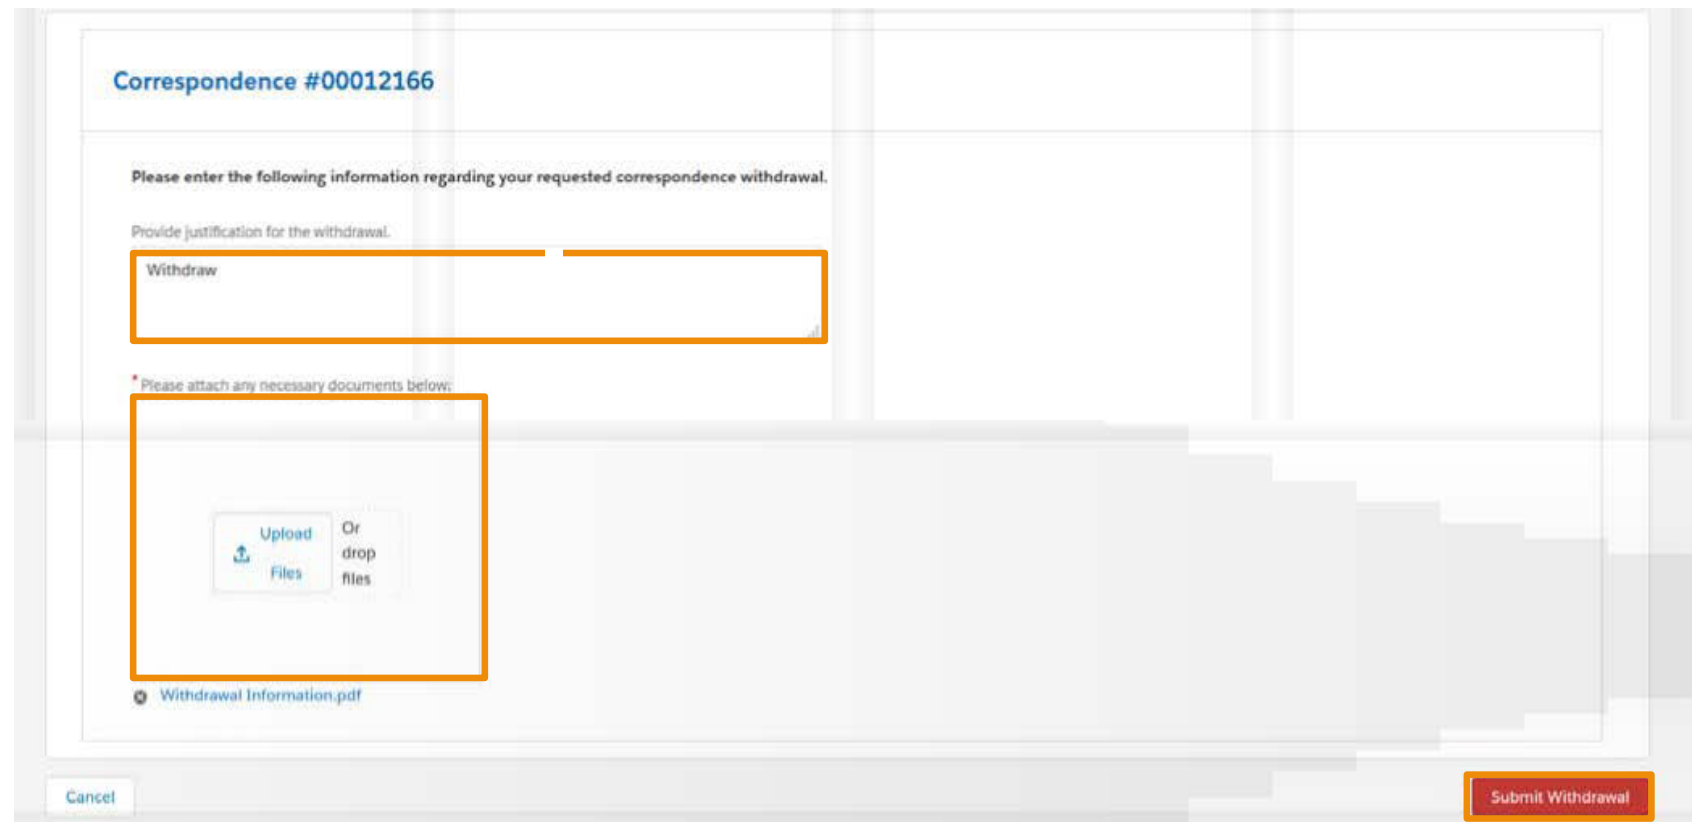 Correspondence #00012166
Please enter the following information regarding your requested correspondence withdrawal.
Provide justification for the withdrawal.
Withdraw
* Please attach any necessary documents below:
Upload
Files
Or
drop
files
Withdrawal Information.pdf
Cancel
Submit Withdrawal